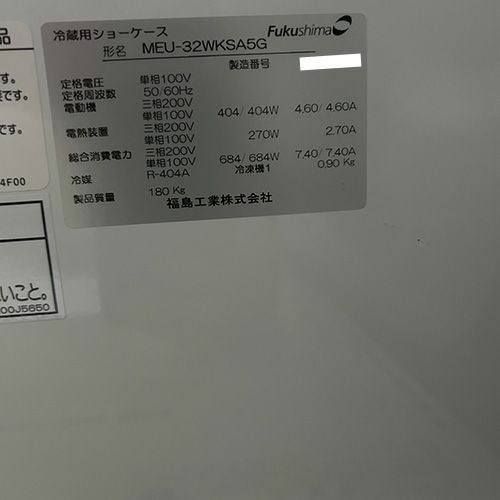 冷蔵用ショーケース
Fukushima
形名 MEU-32WKSA5G
製造番号
定格電圧 単相100V
定格周波数 50/60Hz
電動機 三相200V
単相100V 404/404W 4.60/4.60A
電熱装置 三相200V
単相100V 270W 2.70A
総合消費電力 三相200V
単相100V 684/684W 7.40/7.40A
冷媒 R-404A 冷凍機1 0.90Kg
製品質量 180Kg
福島工業株式会社
品
す。
です。
です。
4F00
いこと。
00J5650